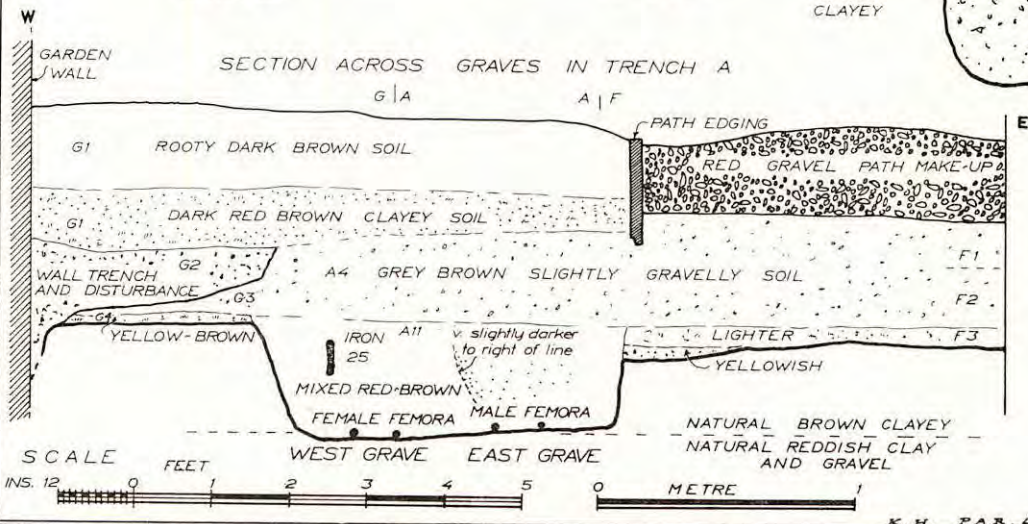 CLAYEY
A
W
E
GARDEN
WALL
SECTION ACROSS GRAVES IN TRENCH A
G | A
A | F
PATH EDGING
G1 ROOTY DARK BROWN SOIL
RED GRAVEL PATH MAKE-UP
G1 DARK RED BROWN CLAYEY SOIL
G2
WALL TRENCH
AND DISTURBANCE
G3
G4
A4 GREY BROWN SLIGHTLY GRAVELLY SOIL
F1
F2
YELLOW-BROWN
A11
v. slightly darker
to right of line
LIGHTER
F3
IRON
25
YELLOWISH
MIXED RED-BROWN
FEMALE FEMORA
MALE FEMORA
NATURAL BROWN CLAYEY
WEST GRAVE
EAST GRAVE
NATURAL REDDISH CLAY
AND GRAVEL
SCALE
FEET
METRE
INS. 12 0 1 2 3 4 5
0 1